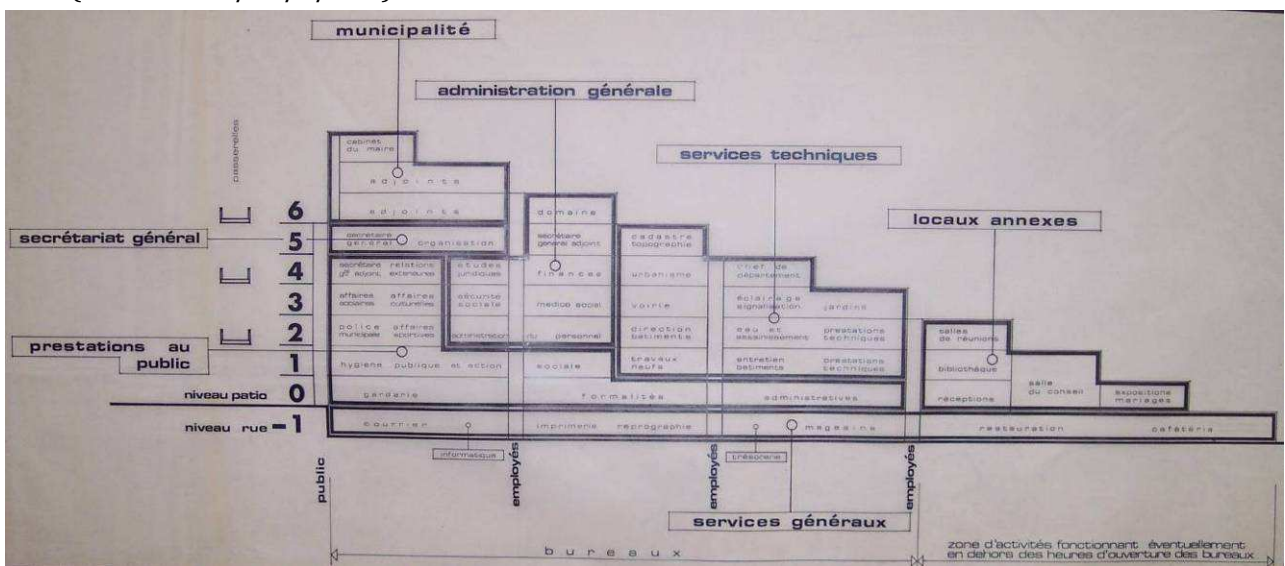 municipalité
administration générale
passerelles
services techniques
locaux annexes
secrétariat général
prestations au
public
6
5
4
3
2
1
niveau patio 0
niveau rue -1
cabinet
du maire
adjoints
adjoints
secrétaire
général organisation
secrétaire relations
gal adjoint extérieures
affaires affaires
sociales culturelles
police affaires
municipale sportives
hygiène publique et action sociale
garderie formalités administratives
études
juridiques
sécurité
sociale
administration du personnel
domaine
secrétaire
général adjoint
finances
médico social
cadastre
topographie
urbanisme
voirie
direction
bâtiments
travaux
neufs
chef de
département
éclairage
signalisation jardins
eau et prestations
assainissement techniques
entretien prestations
bâtiments techniques
salles
de réunions
bibliothèque
réceptions
salle
du conseil
expositions
mariages
courrier imprimerie reprographie magasins restauration cafétéria
informatique
trésorerie
public
employés
employés
employés
services généraux
bureaux
zone d'activités fonctionnant éventuellement
en dehors des heures d'ouverture des bureaux